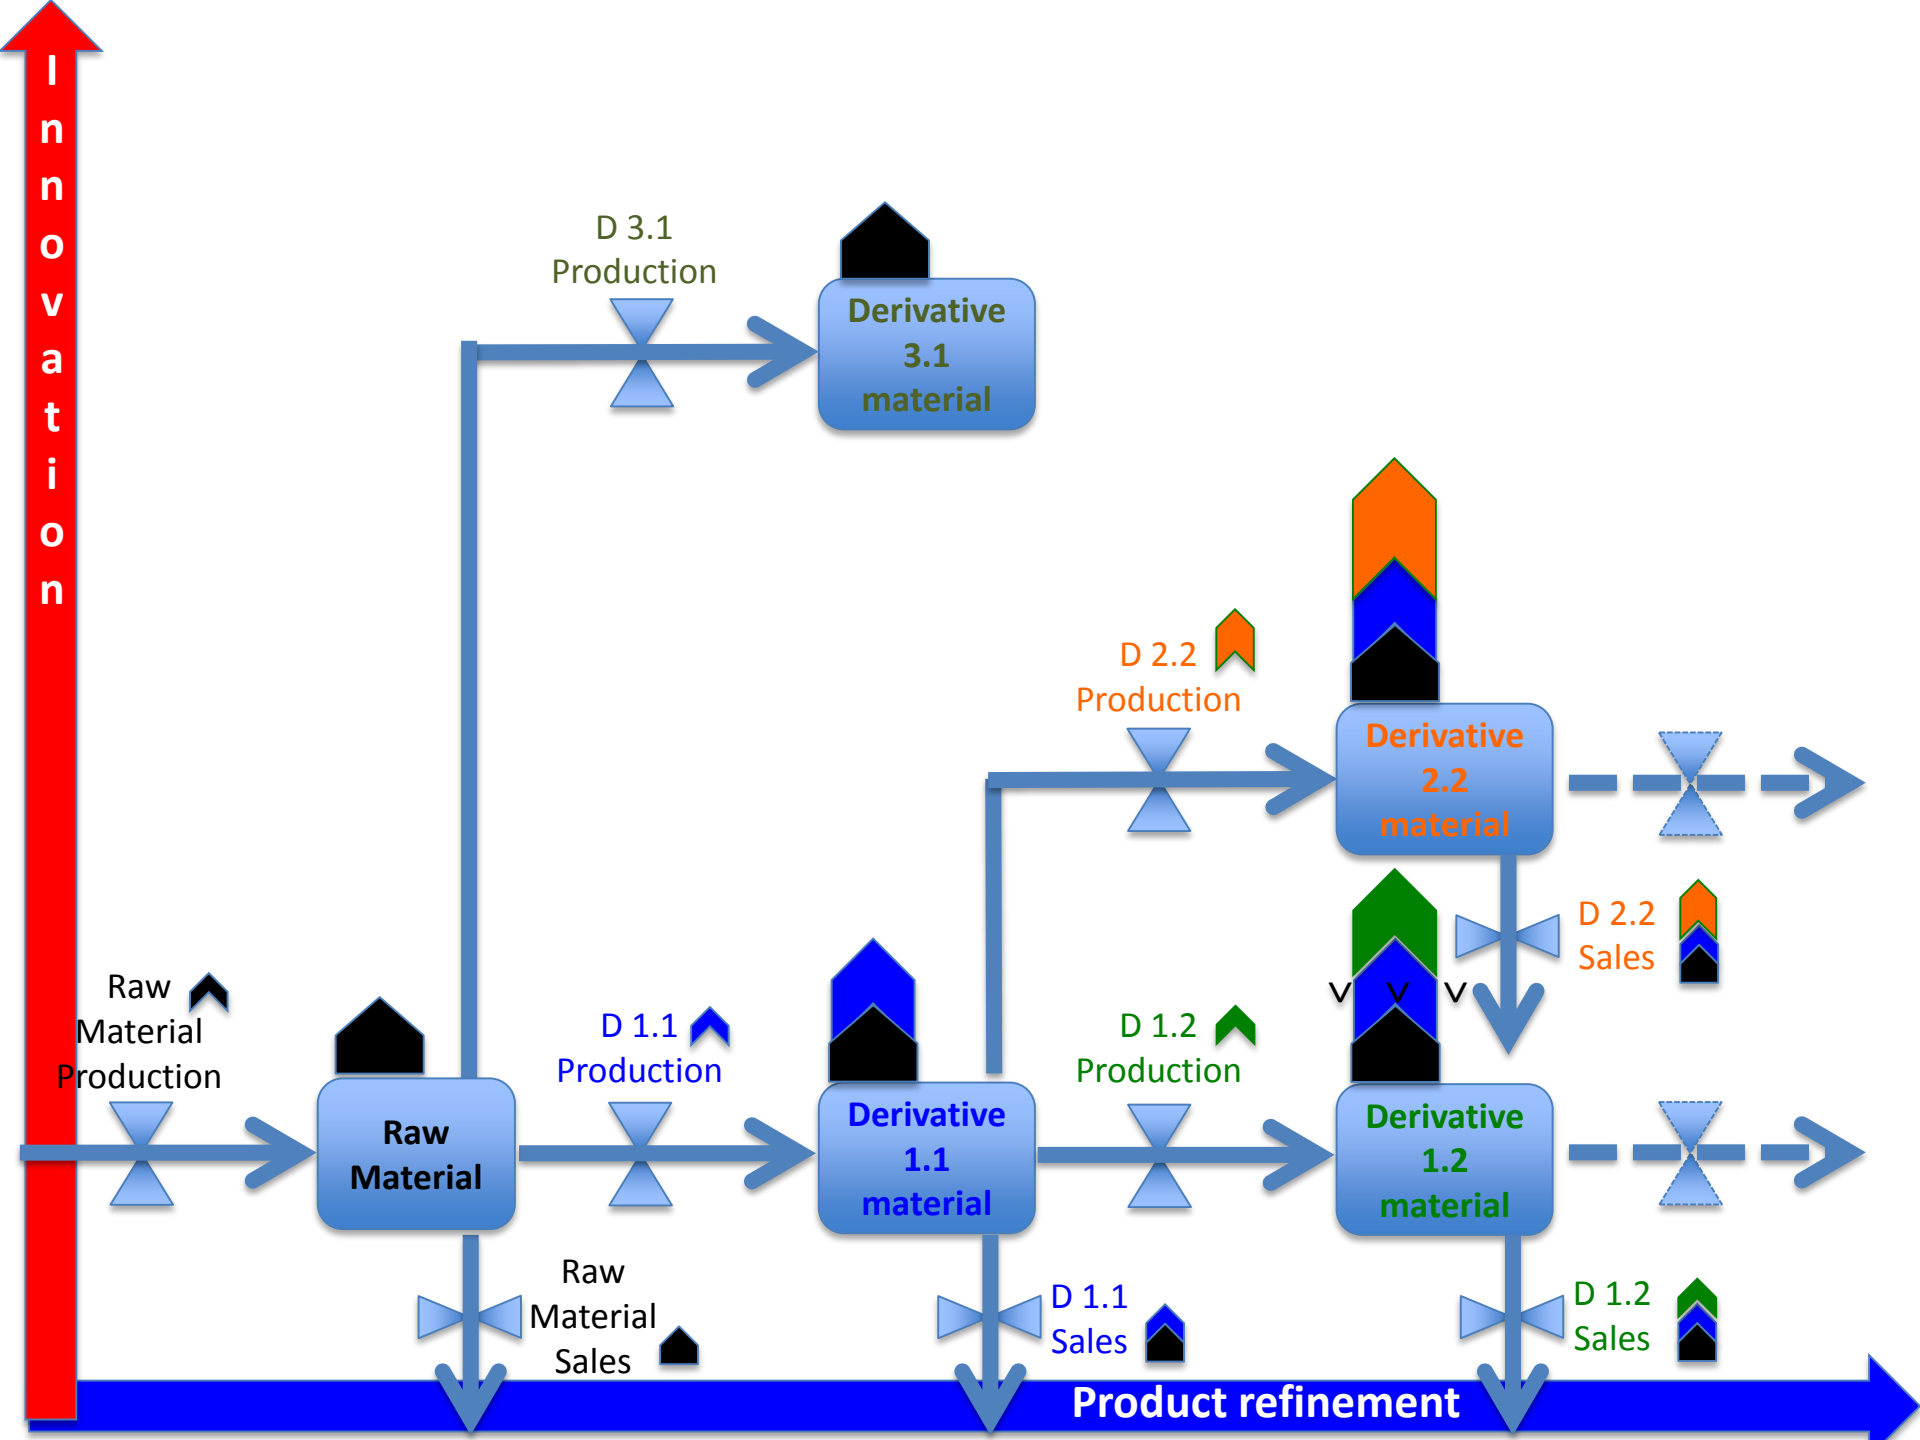 Innovation
D 3.1
Production
Derivative
3.1
material
D 2.2
Production
Derivative
2.2
material
D 2.2
Sales
Raw
Material
Production
Raw
Material
D 1.1
Production
Derivative
1.1
material
D 1.2
Production
v v v
Derivative
1.2
material
Raw
Material
Sales
D 1.1
Sales
D 1.2
Sales
Product refinement